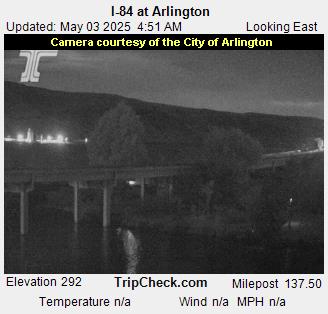 I-84 at Arlington
Updated: May 03 2025 4:51 AM Looking East
Camera courtesy of the City of Arlington
Elevation 292 TripCheck.com Milepost 137.50
Temperature n/a Wind n/a MPH n/a